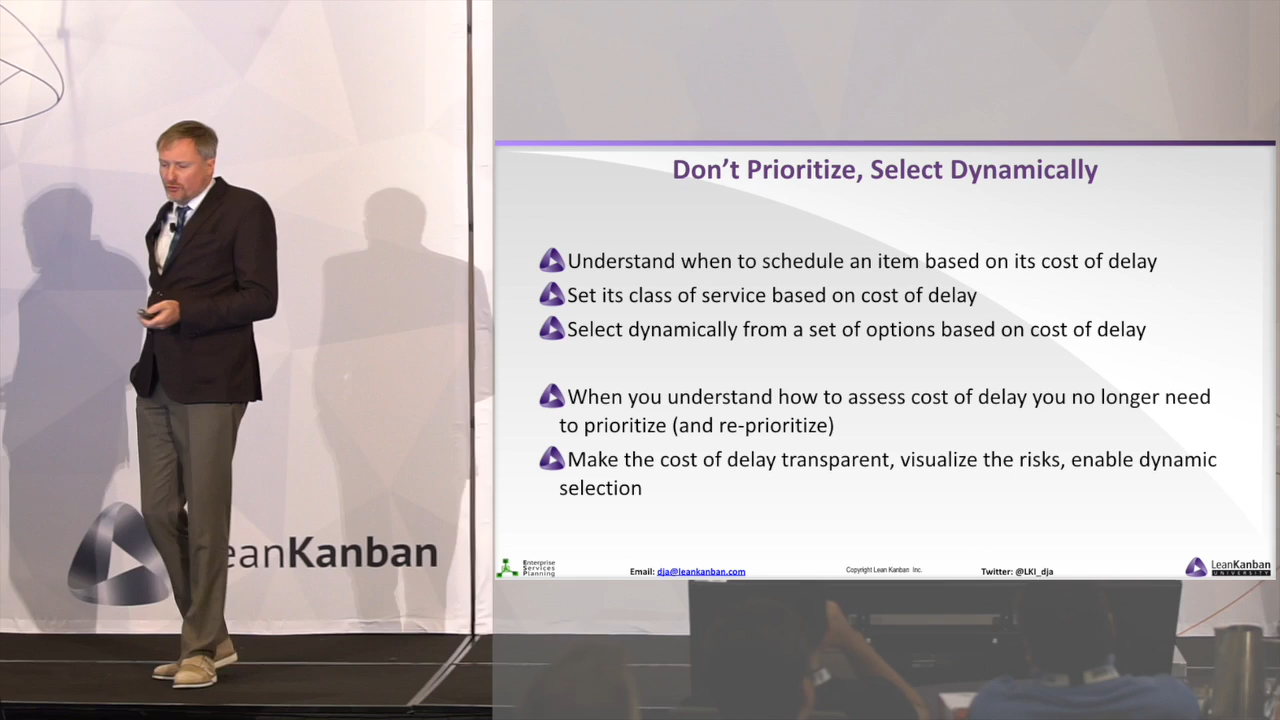 eanKanban
Don't Prioritize, Select Dynamically
Understand when to schedule an item based on its cost of delay
Set its class of service based on cost of delay
Select dynamically from a set of options based on cost of delay
When you understand how to assess cost of delay you no longer need
to prioritize (and re-prioritize)
Make the cost of delay transparent, visualize the risks, enable dynamic
selection
Enterprise
Services
Planning
Email: dja@leankanban.com
Copyright Lean Kanban Inc.
Twitter: @LKI_dja
LeanKanban
UNIVERSITY